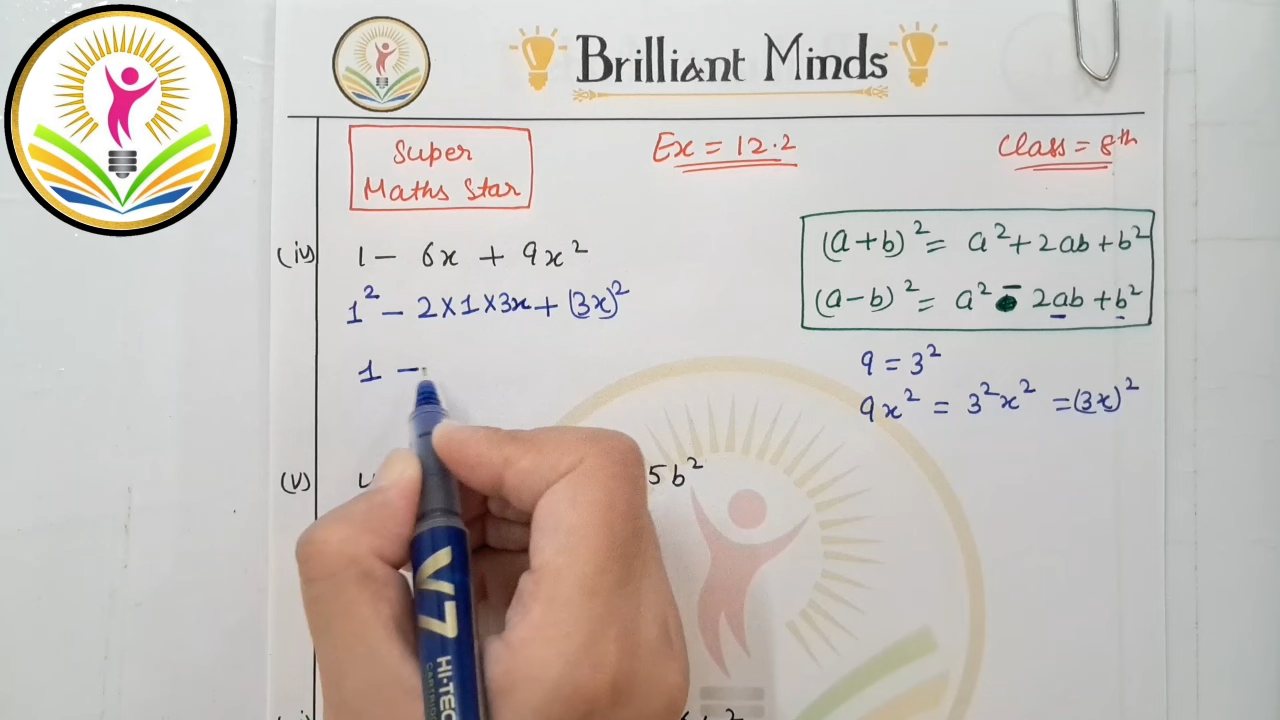 Brilliant Minds
Super
Maths Star
Ex = 12.2
Class = 8th
(iv) 1 - 6x + 9x²
1² - 2×1×3x + (3x)²
1 -
(a+b)² = a² + 2ab + b²
(a-b)² = a² - 2ab + b²
9 = 3²
9x² = 3²x² = (3x)²
(v)
5b²
V7
HI-TEC